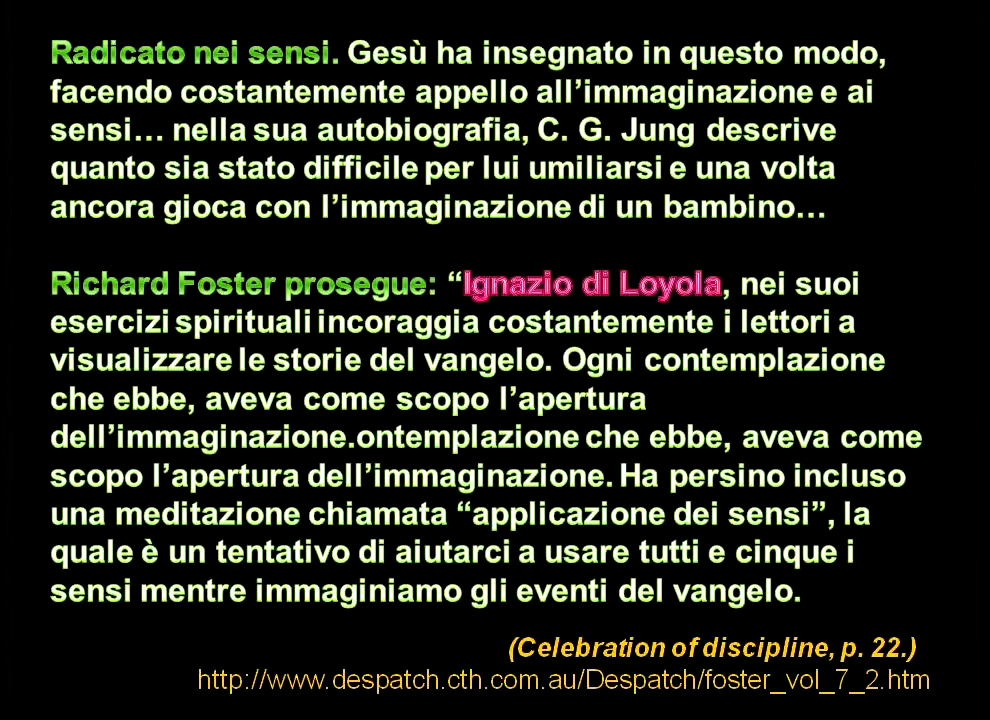 Radicato nei sensi. Gesù ha insegnato in questo modo,
facendo costantemente appello all’immaginazione e ai
sensi… nella sua autobiografia, C. G. Jung descrive
quanto sia stato difficile per lui umiliarsi e una volta
ancora gioca con l’immaginazione di un bambino…
Richard Foster prosegue: “Ignazio di Loyola, nei suoi
esercizi spirituali incoraggia costantemente i lettori a
visualizzare le storie del vangelo. Ogni contemplazione
che ebbe, aveva come scopo l’apertura
dell’immaginazione.ontemplazione che ebbe, aveva come
scopo l’apertura dell’immaginazione. Ha persino incluso
una meditazione chiamata “applicazione dei sensi”, la
quale è un tentativo di aiutarci a usare tutti e cinque i
sensi mentre immaginiamo gli eventi del vangelo.
(Celebration of discipline, p. 22.)
http://www.despatch.cth.com.au/Despatch/foster_vol_7_2.htm